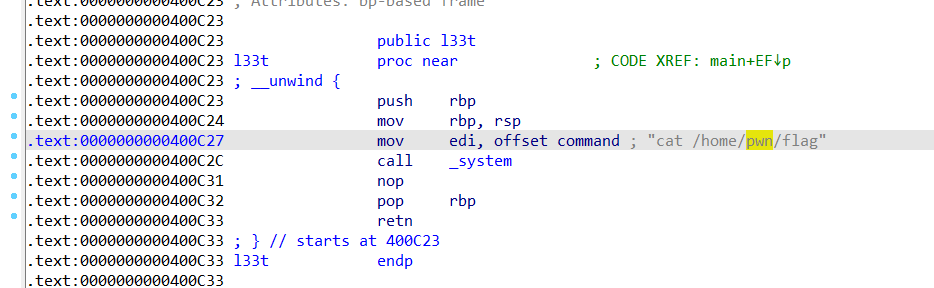 .text:0000000000400C23 ; Attributes: bp-based frame
.text:0000000000400C23
.text:0000000000400C23 public l33t
.text:0000000000400C23 l33t proc near ; CODE XREF: main+EF↓p
.text:0000000000400C23 ; __unwind {
.text:0000000000400C23 push rbp
.text:0000000000400C24 mov rbp, rsp
.text:0000000000400C27 mov edi, offset command ; "cat /home/pwn/flag"
.text:0000000000400C2C call _system
.text:0000000000400C31 nop
.text:0000000000400C32 pop rbp
.text:0000000000400C33 retn
.text:0000000000400C33 ; } // starts at 400C23
.text:0000000000400C33 l33t endp
.text:0000000000400C33